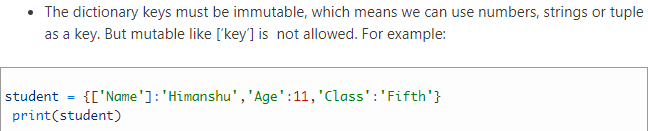 • The dictionary keys must be immutable, which means we can use numbers, strings or tuple
as a key. But mutable like [‘key’] is  not allowed. For example:
student = {['Name']:'Himanshu','Age':11,'Class':'Fifth'}
 print(student)